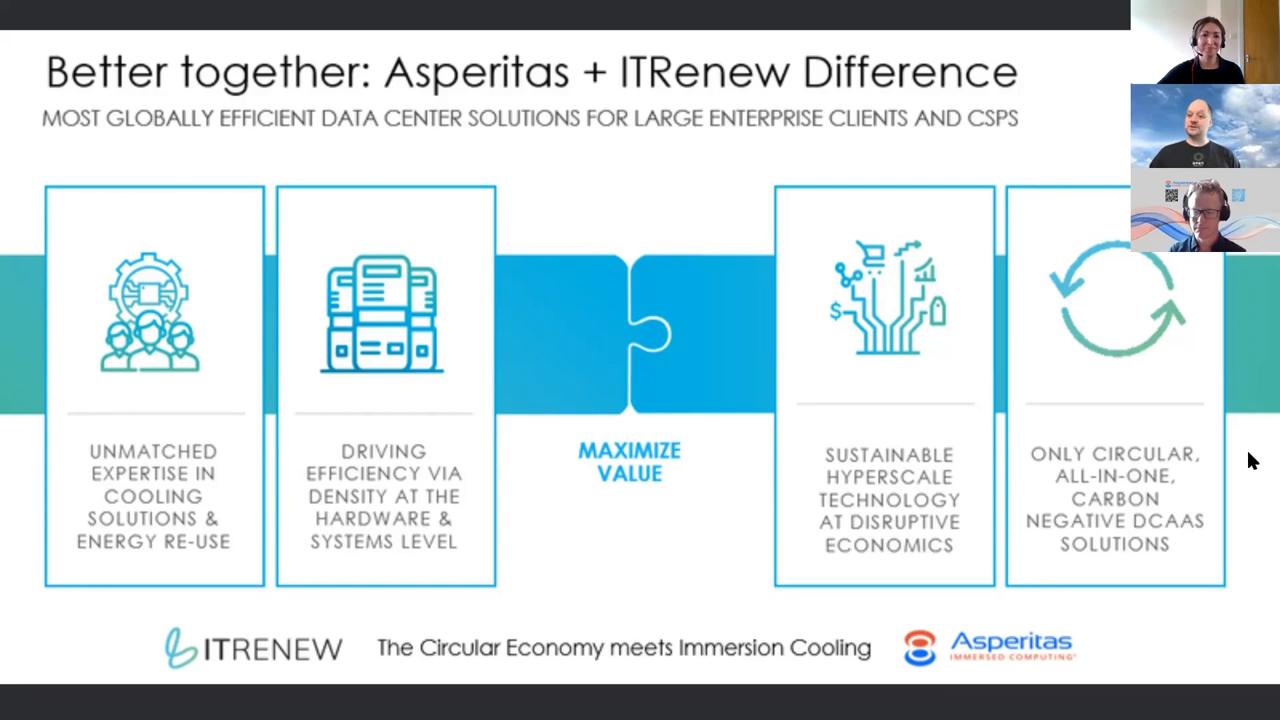 Better together: Asperitas + ITRenew Difference
MOST GLOBALLY EFFICIENT DATA CENTER SOLUTIONS FOR LARGE ENTERPRISE CLIENTS AND CSPS
UNMATCHED
EXPERTISE IN
COOLING
SOLUTIONS &
ENERGY RE-USE
DRIVING
EFFICIENCY VIA
DENSITY AT THE
HARDWARE &
SYSTEMS LEVEL
MAXIMIZE
VALUE
$
SUSTAINABLE
HYPERSCALE
TECHNOLOGY
AT DISRUPTIVE
ECONOMICS
ONLY CIRCULAR,
ALL-IN-ONE,
CARBON
NEGATIVE DCAAS
SOLUTIONS
ITRENEW
The Circular Economy meets Immersion Cooling
Asperitas
IMMERSED COMPUTING®